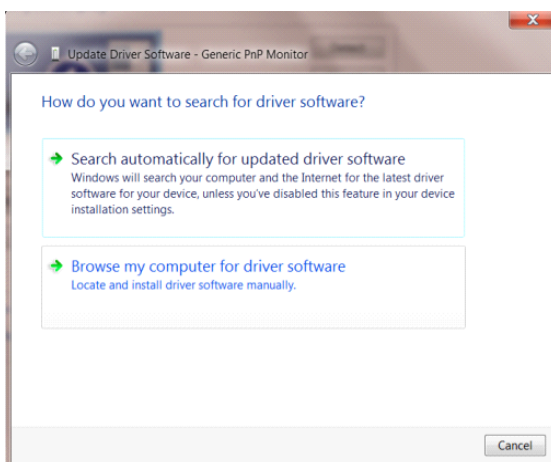 Update Driver Software - Generic PnP Monitor
How do you want to search for driver software?
Search automatically for updated driver software
Windows will search your computer and the Internet for the latest driver
software for your device, unless you've disabled this feature in your device
installation settings.
Browse my computer for driver software
Locate and install driver software manually.
Cancel